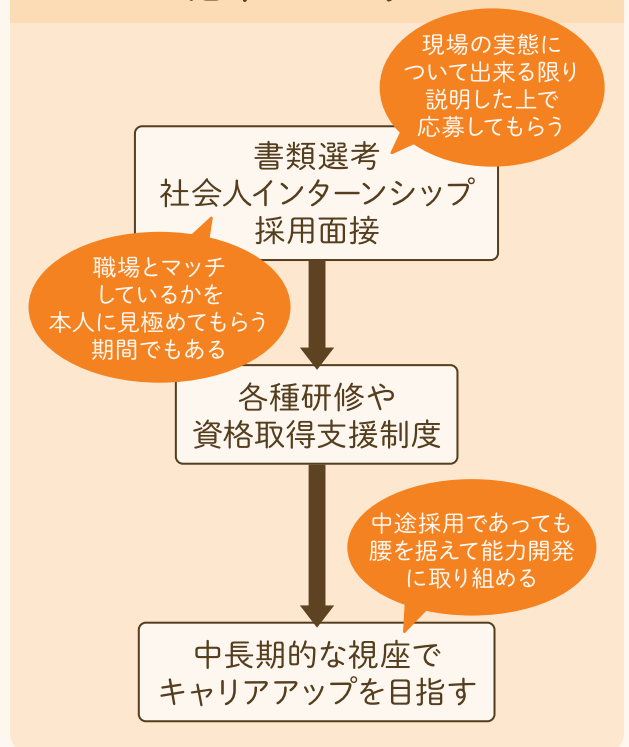 現場の実態に
ついて出来る限り
説明した上で
応募してもらう
書類選考
社会人インターンシップ
採用面接
職場とマッチ
しているかを
本人に見極めてもらう
期間でもある
各種研修や
資格取得支援制度
中途採用であっても
腰を据えて能力開発
に取り組める
中長期的な視座で
キャリアアップを目指す